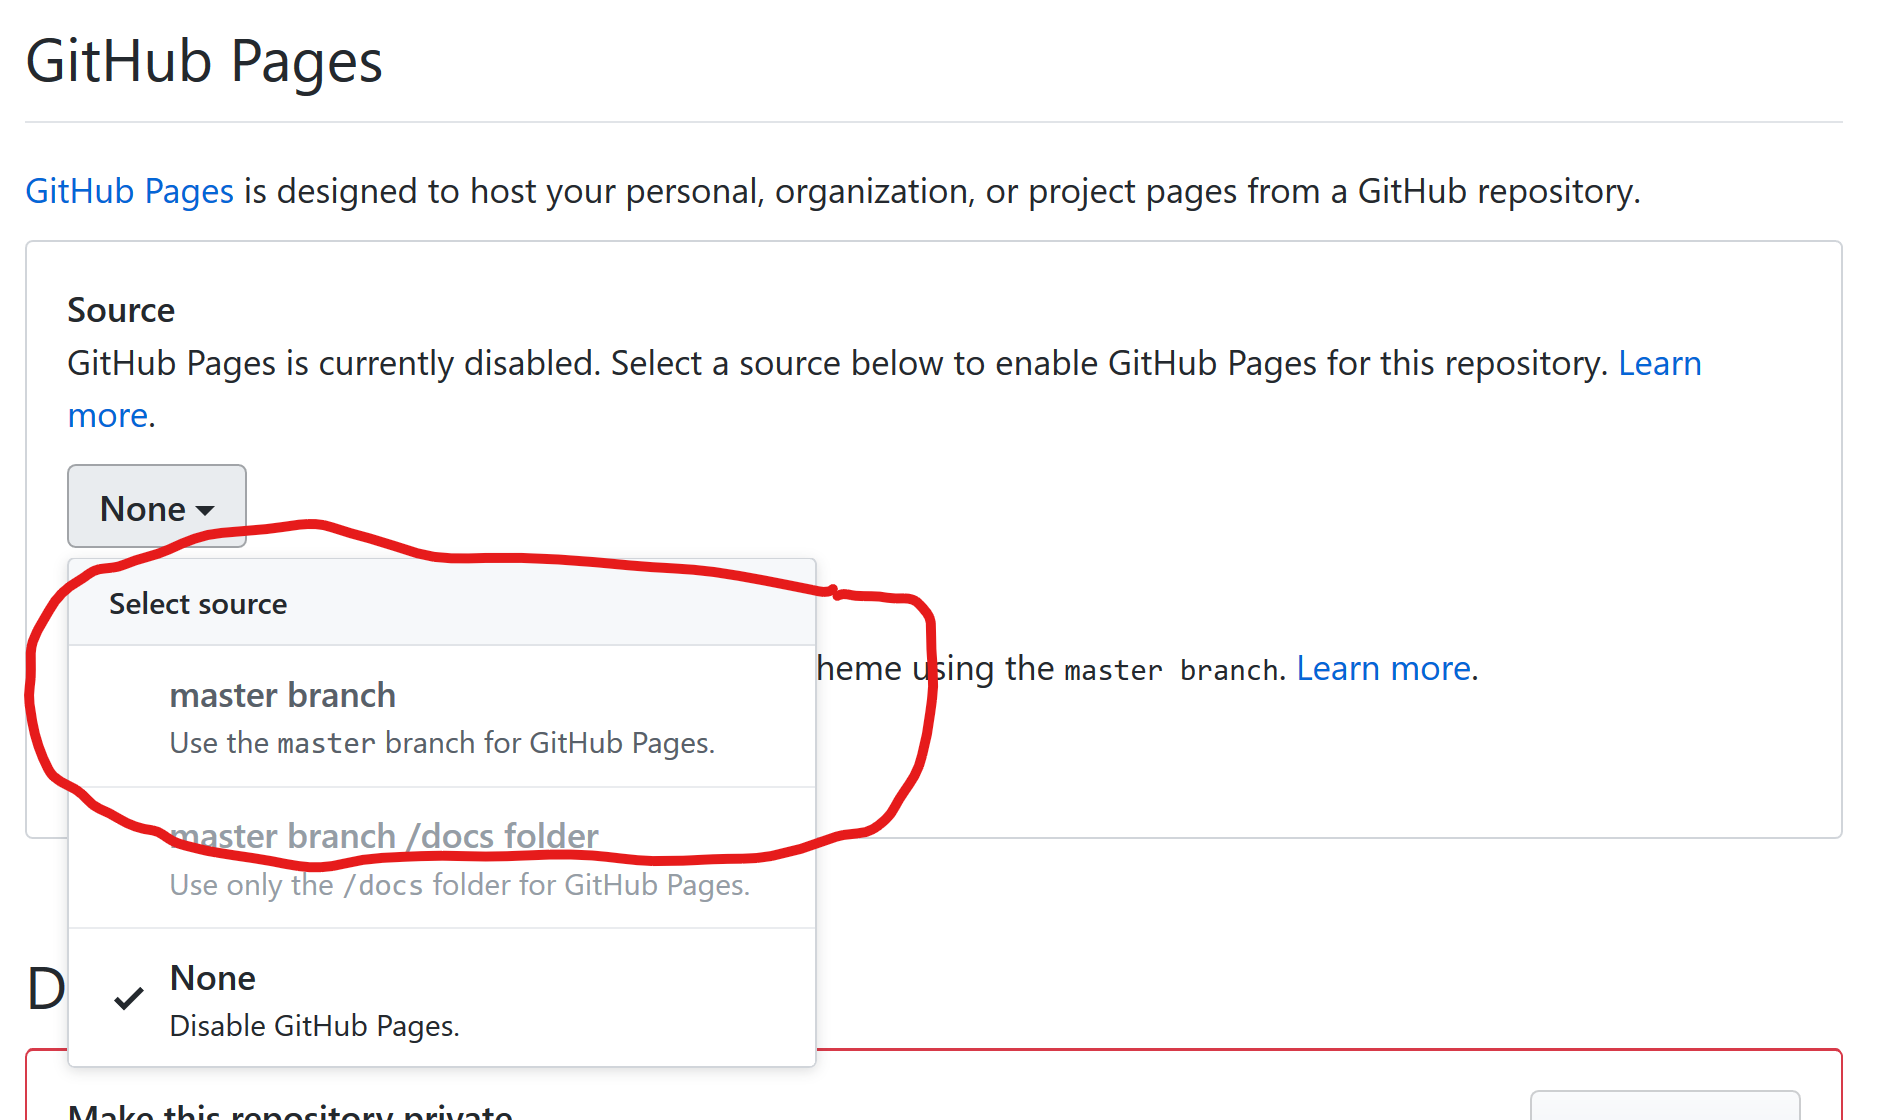 GitHub Pages
GitHub Pages is designed to host your personal, organization, or project pages from a GitHub repository.
Source
GitHub Pages is currently disabled. Select a source below to enable GitHub Pages for this repository. Learn
more.
None
Select source
heme using the master branch. Learn more.
master branch
Use the master branch for GitHub Pages.
master branch /docs folder
Use only the /docs folder for GitHub Pages.
None
Disable GitHub Pages.
D
Make this repository private